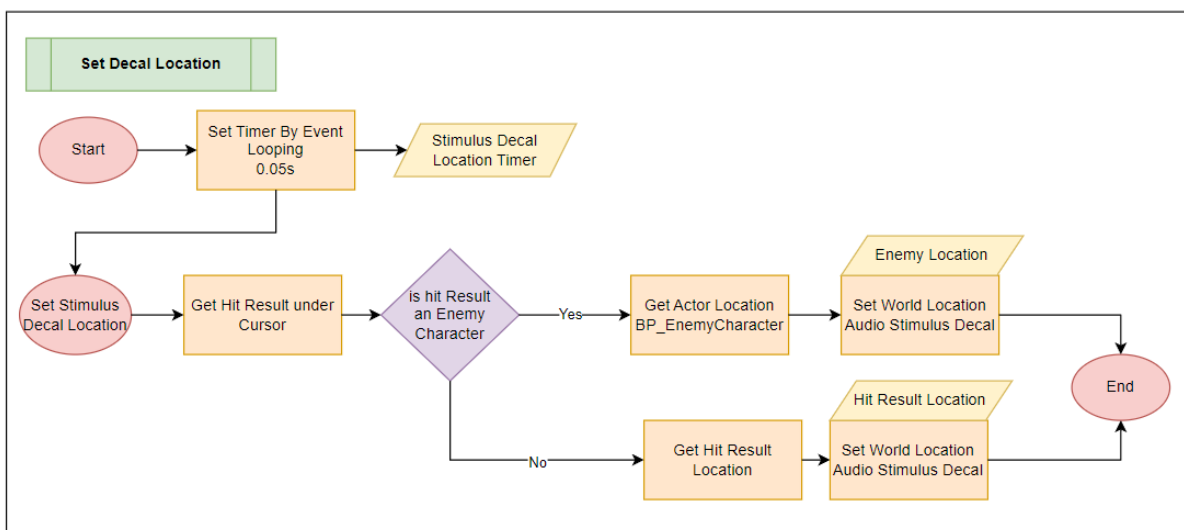 Set Decal Location
Start
Set Timer By Event
Looping
0.05s
Stimulus Decal
Location Timer
Set Stimulus
Decal Location
Get Hit Result under
Cursor
is hit Result
an Enemy
Character
Yes
Get Actor Location
BP_EnemyCharacter
Enemy Location
Set World Location
Audio Stimulus Decal
End
No
Get Hit Result
Location
Hit Result Location
Set World Location
Audio Stimulus Decal